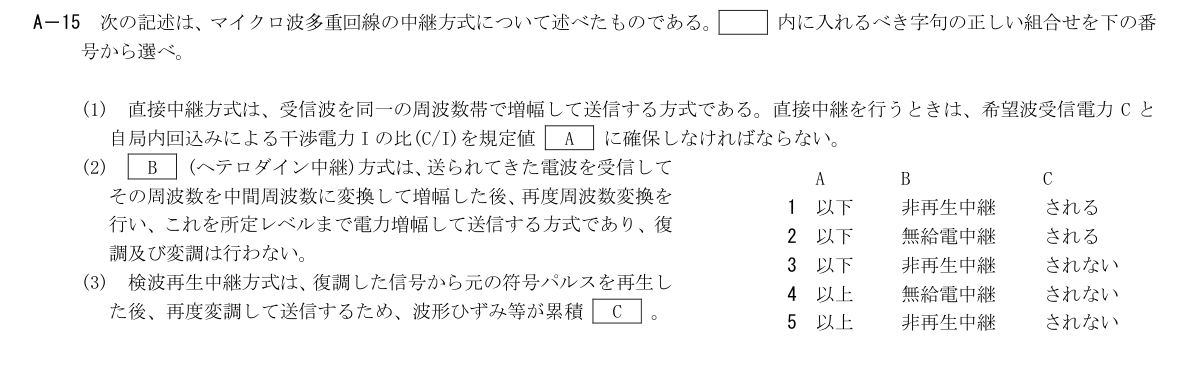 A－15 次の記述は、マイクロ波多重回線の中継方式について述べたものである。 内に入れるべき字句の正しい組合せを下の番
号から選べ。
(1) 直接中継方式は、受信波を同一の周波数帯で増幅して送信する方式である。直接中継を行うときは、希望波受信電力 C と
自局内回込みによる干渉電力 I の比(C/I)を規定値 A に確保しなければならない。
(2) B (ヘテロダイン中継)方式は、送られてきた電波を受信して
その周波数を中間周波数に変換して増幅した後、再度周波数変換を
行い、これを所定レベルまで電力増幅して送信する方式であり、復
調及び変調は行わない。
(3) 検波再生中継方式は、復調した信号から元の符号パルスを再生し
た後、再度変調して送信するため、波形ひずみ等が累積 C 。
A B C
1 以下 非再生中継 される
2 以下 無給電中継 される
3 以下 非再生中継 されない
4 以上 無給電中継 されない
5 以上 非再生中継 されない